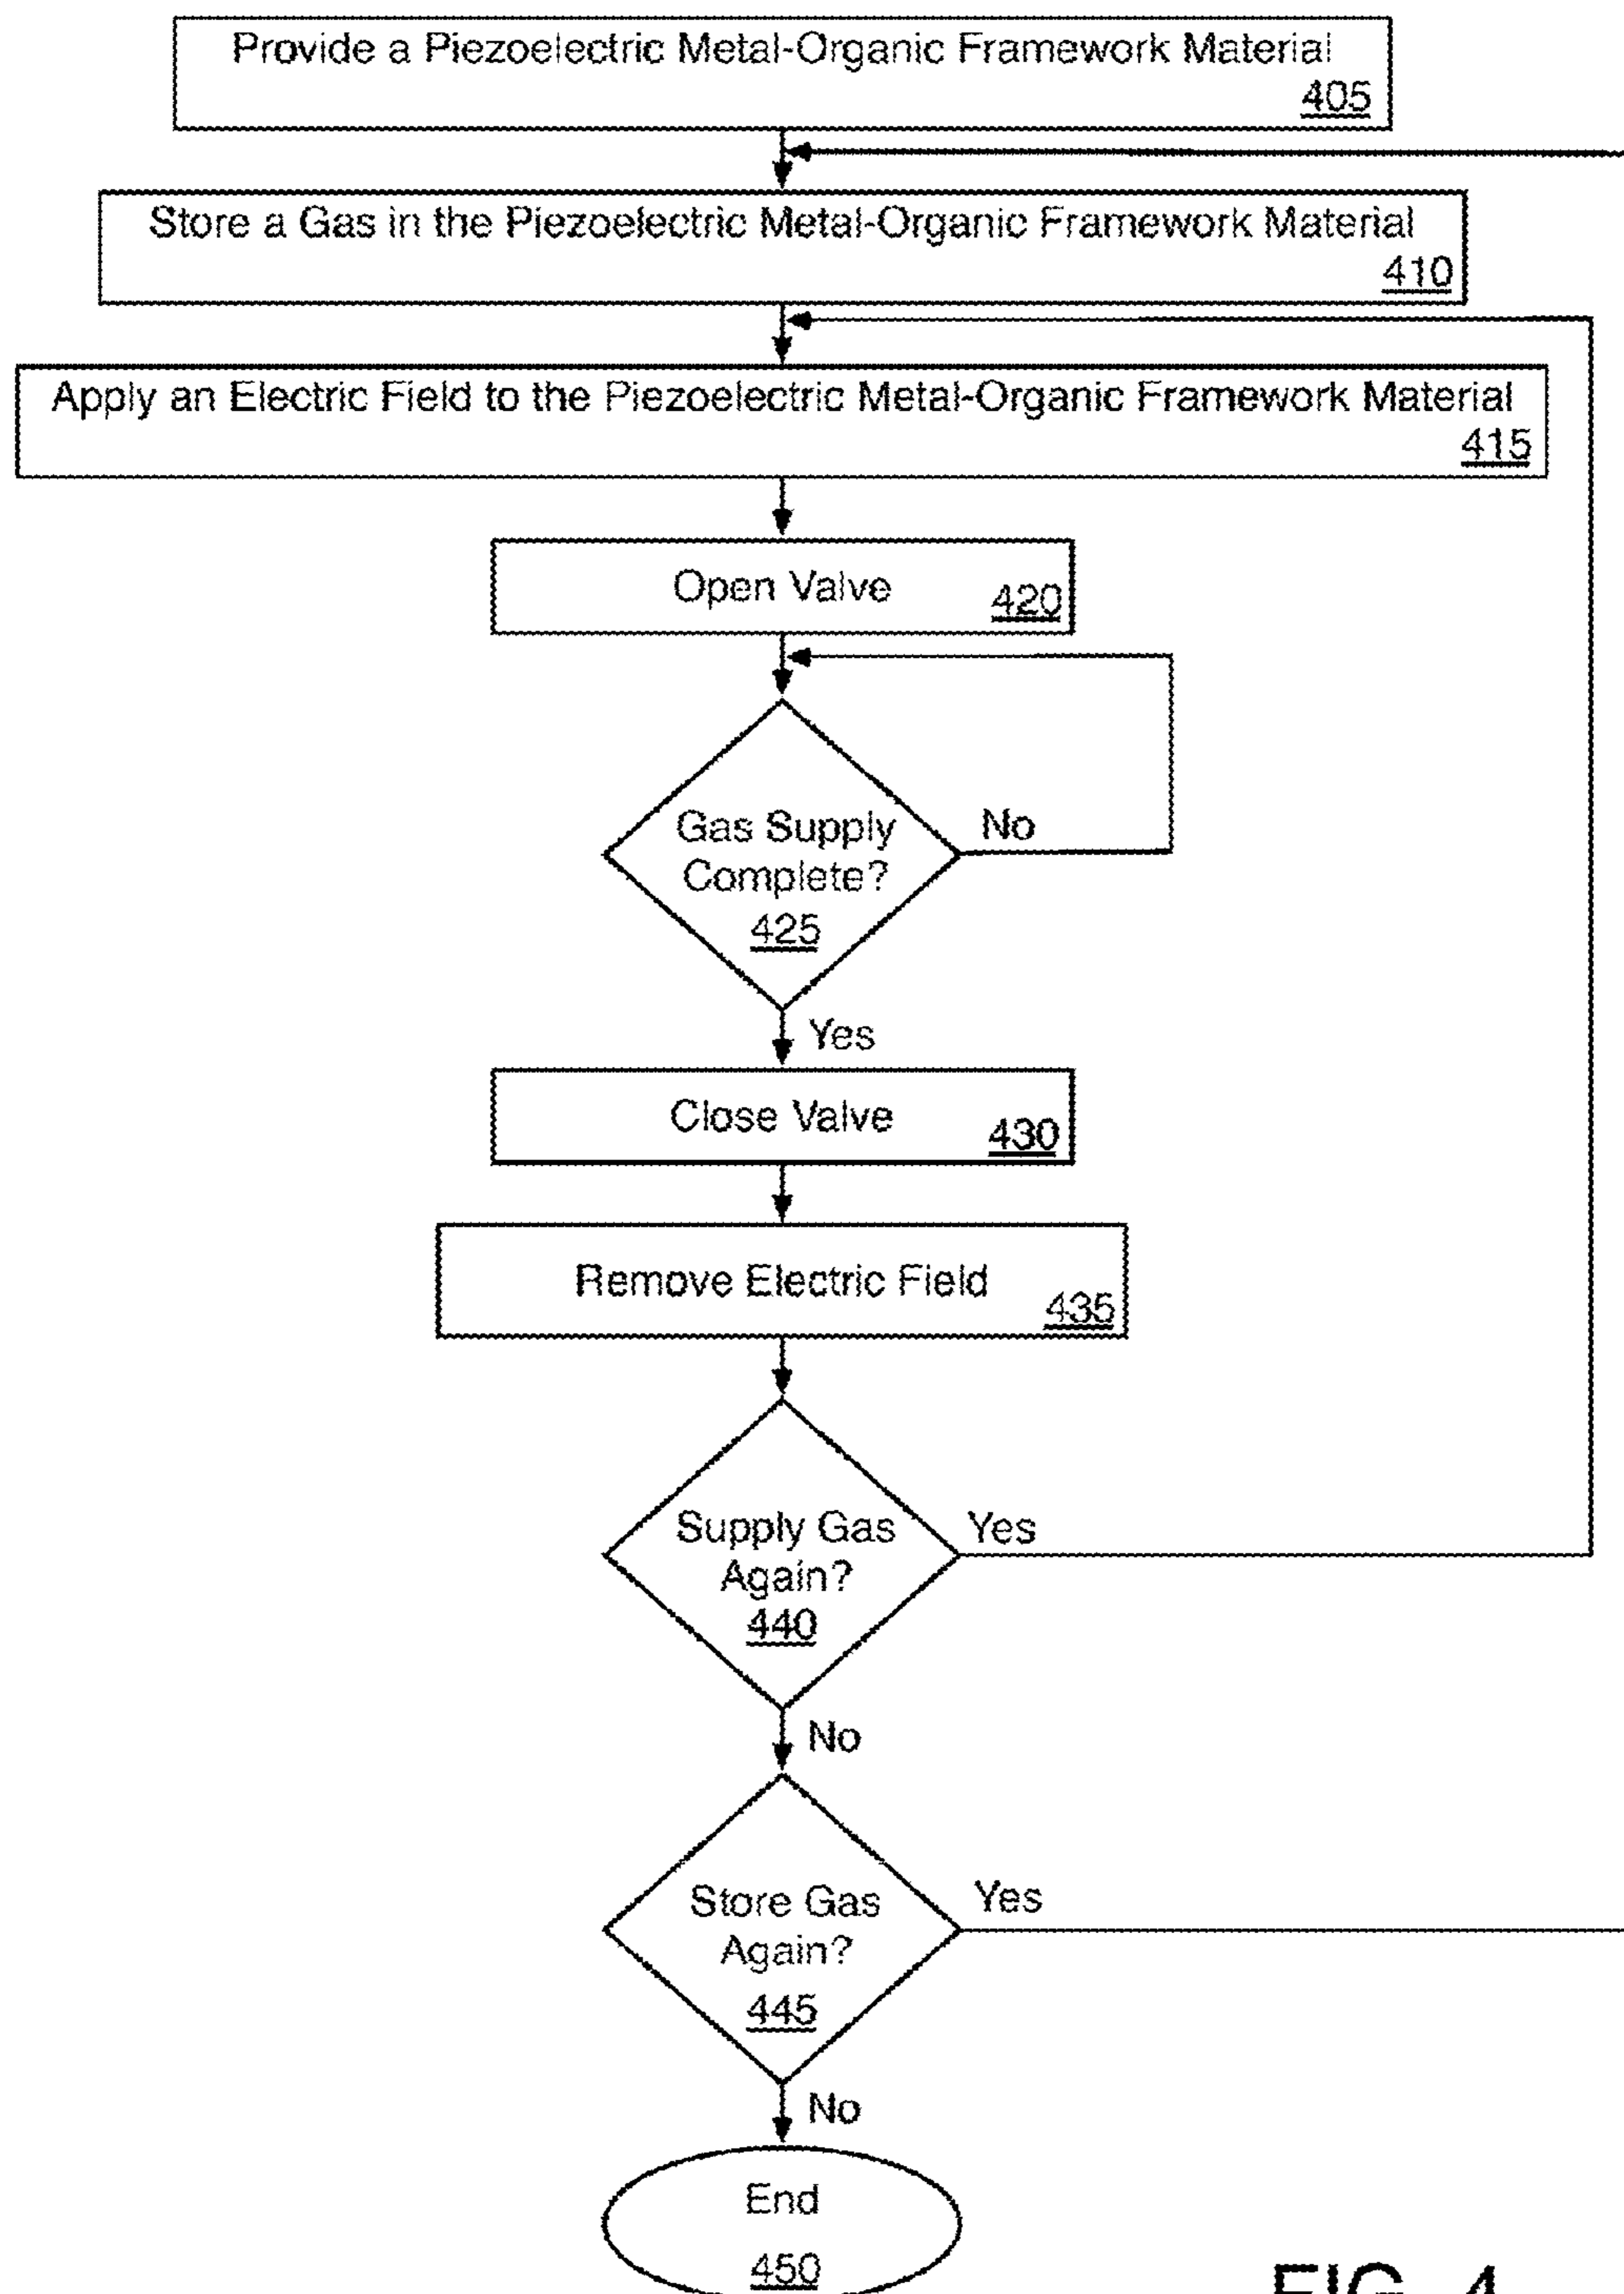 Provide a Piezoelectric Metal-Organic Framework Material
405
Store a Gas in the Piezoelectric Metal-Organic Framework Material
410
Apply an Electric Field to the Piezoelectric Metal-Organic Framework Material
415
Open Valve
420
Gas Supply
Complete?
425
No
Yes
Close Valve
430
Remove Electric Field
435
Supply Gas
Again?
440
Yes
No
Store Gas
Again?
445
Yes
No
End
450
FIG. 4